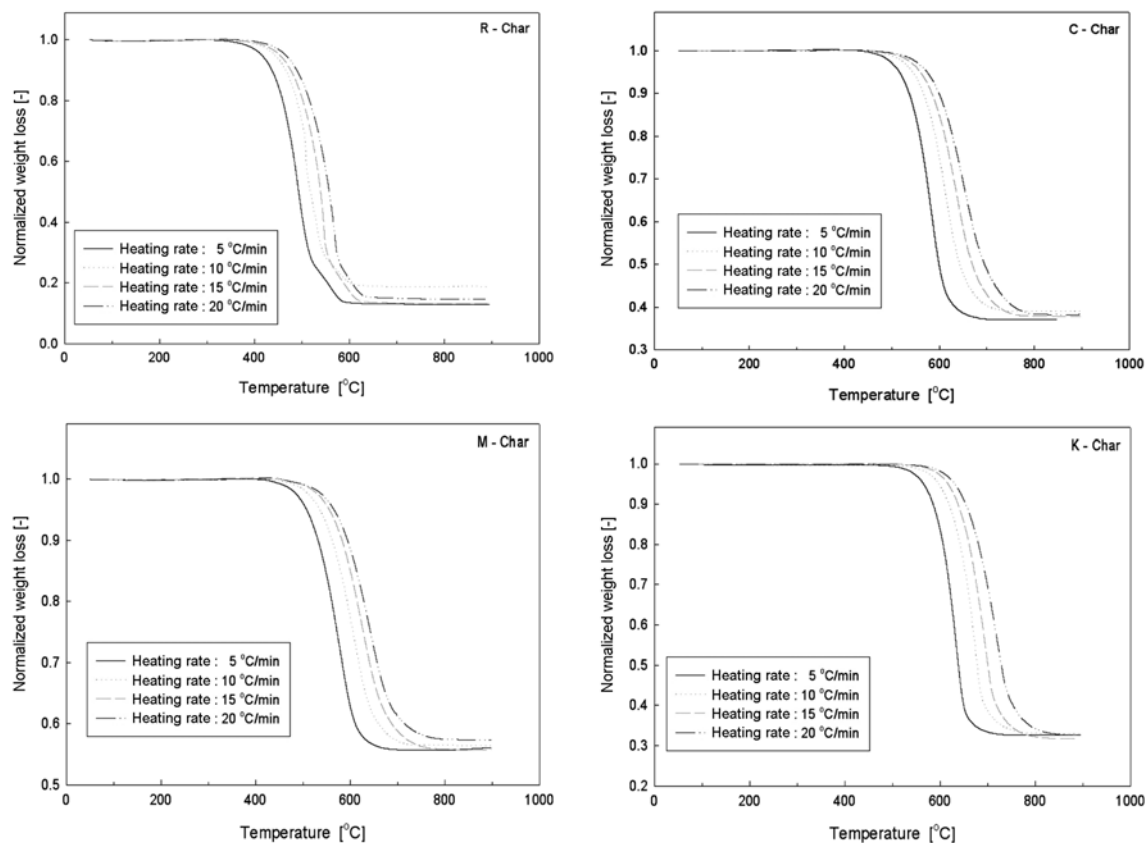 R - Char
Normalized weight loss [-]
1.0
0.8
0.6
0.4
0.2
0.0
Heating rate : 5 °C/min
Heating rate : 10 °C/min
Heating rate : 15 °C/min
Heating rate : 20 °C/min
0 200 400 600 800 1000
Temperature [°C]
C - Char
Normalized weight loss [-]
1.0
0.9
0.8
0.7
0.6
0.5
0.4
0.3
Heating rate : 5 °C/min
Heating rate : 10 °C/min
Heating rate : 15 °C/min
Heating rate : 20 °C/min
0 200 400 600 800 1000
Temperature [°C]
M - Char
Normalized weight loss [-]
1.0
0.9
0.8
0.7
0.6
0.5
Heating rate : 5 °C/min
Heating rate : 10 °C/min
Heating rate : 15 °C/min
Heating rate : 20 °C/min
0 200 400 600 800 1000
Temperature [°C]
K - Char
Normalized weight loss [-]
1.0
0.9
0.8
0.7
0.6
0.5
0.4
0.3
0.2
Heating rate : 5 °C/min
Heating rate : 10 °C/min
Heating rate : 15 °C/min
Heating rate : 20 °C/min
0 200 400 600 800 1000
Temperature [°C]